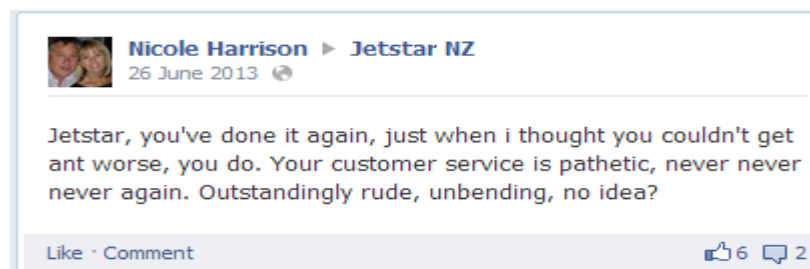 Nicole Harrison ▶ Jetstar NZ
26 June 2013
Jetstar, you've done it again, just when i thought you couldn't get
ant worse, you do. Your customer service is pathetic, never never
never again. Outstandingly rude, unbending, no idea?
Like · Comment 6 2